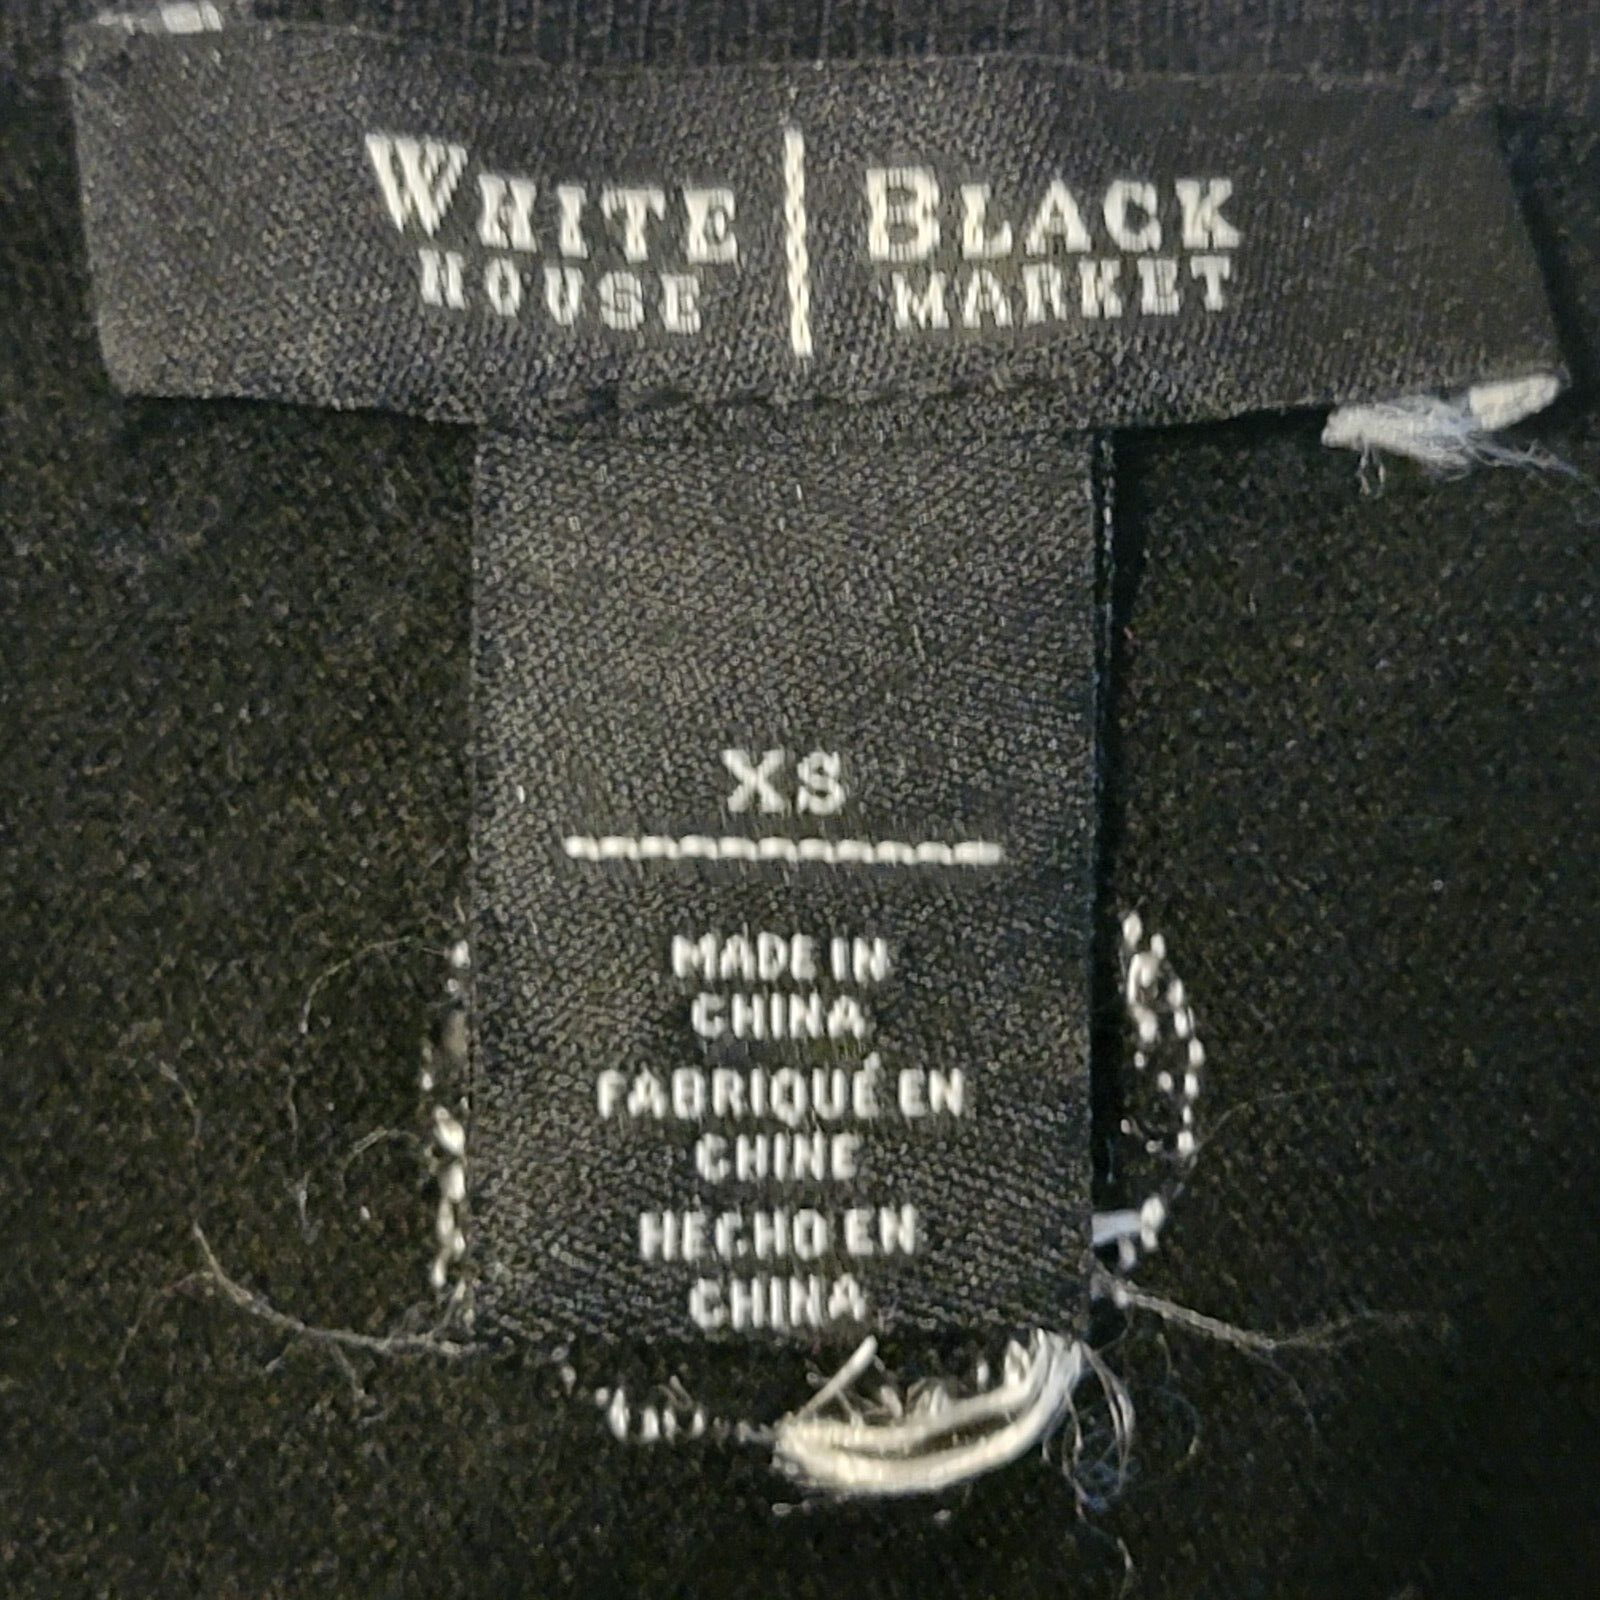 WHITE | BLACK
HOUSE | MARKET
XS
MADE IN
CHINA
FABRIQUÉ EN
CHINE
HECHO EN
CHINA